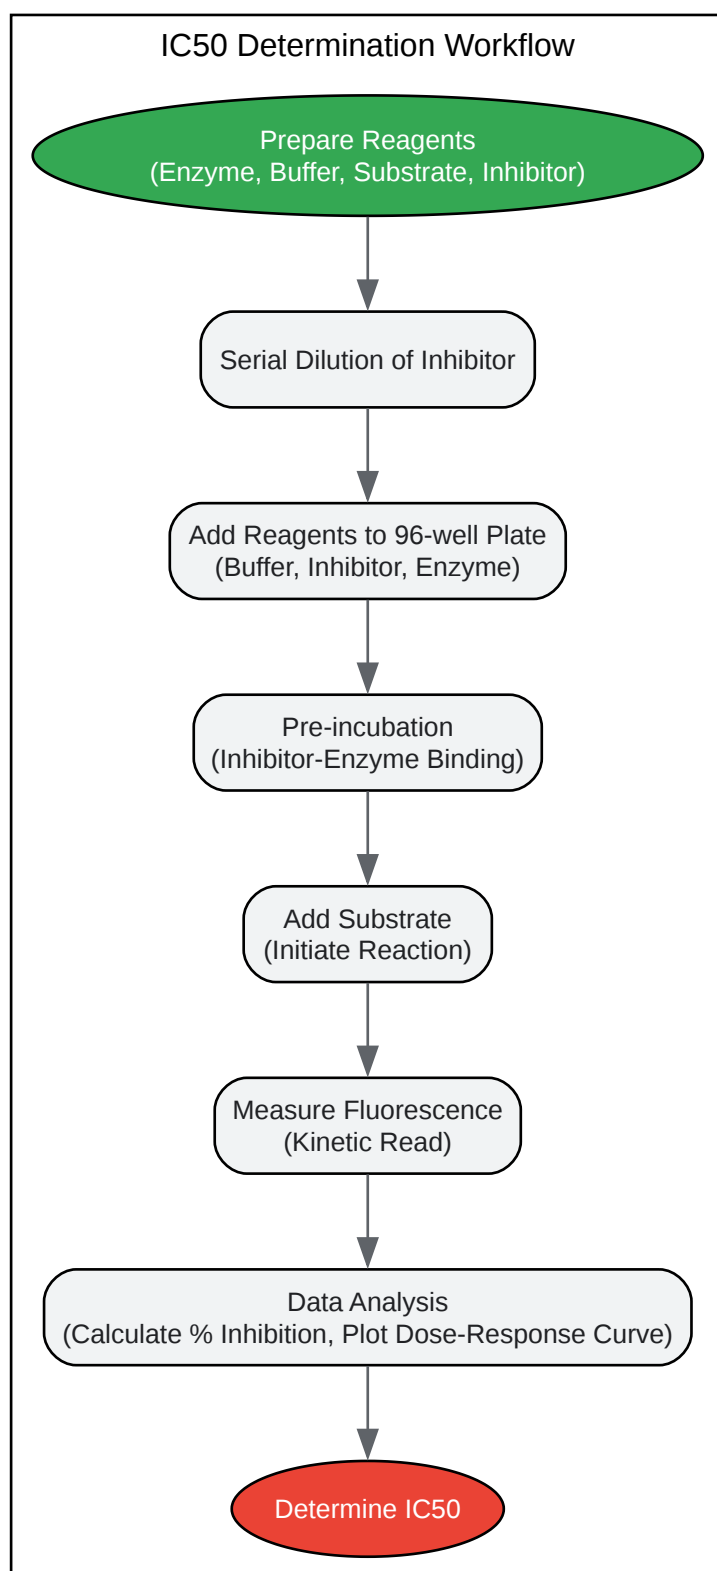 IC50 Determination Workflow
Prepare Reagents
(Enzyme, Buffer, Substrate, Inhibitor)
Serial Dilution of Inhibitor
Add Reagents to 96-well Plate
(Buffer, Inhibitor, Enzyme)
Pre-incubation
(Inhibitor-Enzyme Binding)
Add Substrate
(Initiate Reaction)
Measure Fluorescence
(Kinetic Read)
Data Analysis
(Calculate % Inhibition, Plot Dose-Response Curve)
Determine IC50